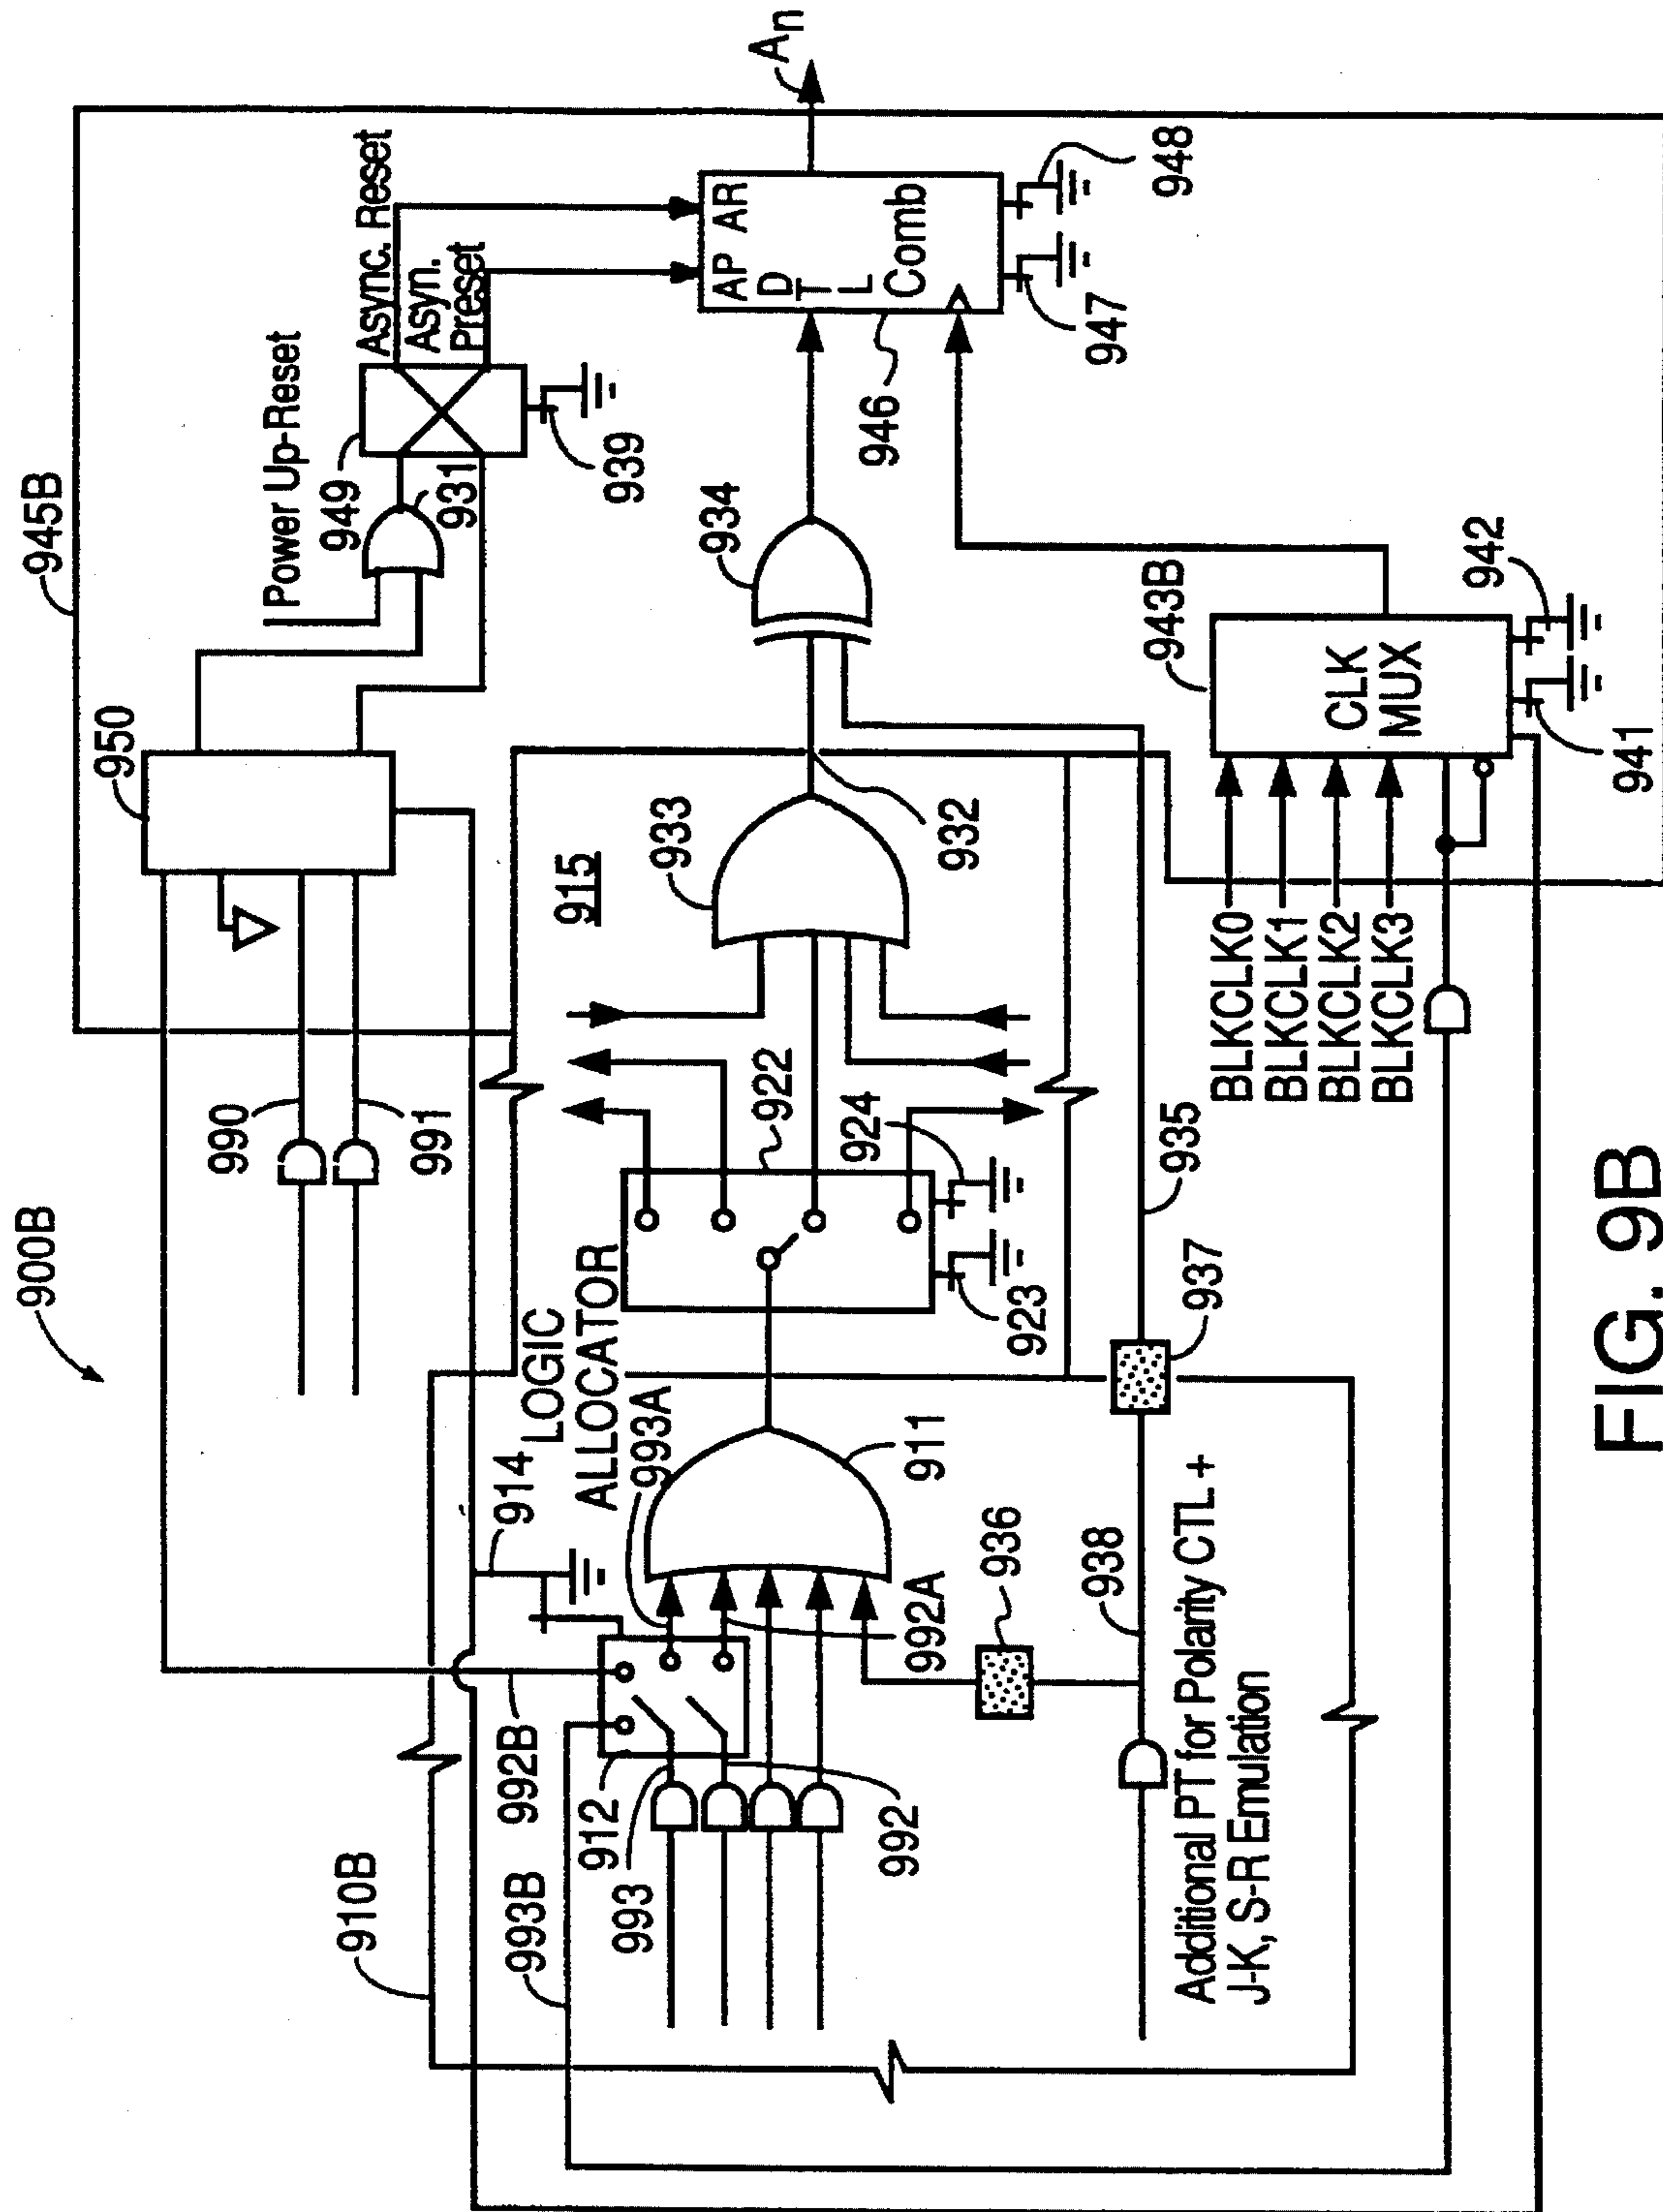 900B
945B
950
Power Up-Reset
949
931
Async. Reset
Asyn.
Preset
939
990
991
910B
993B
992B
914
LOGIC
ALLOCATOR
915
993A
912
993
992
992A
911
922
923
924
933
932
934
An
AP AR
D
T
L
Comb
946
947
948
936
937
938
935
Additional PT for Polarity CTL +
J-K, S-R Emulation
BLKCLK0
BLKCLK1
BLKCLK2
BLKCLK3
943B
CLK
MUX
941
942
FIG. 9B